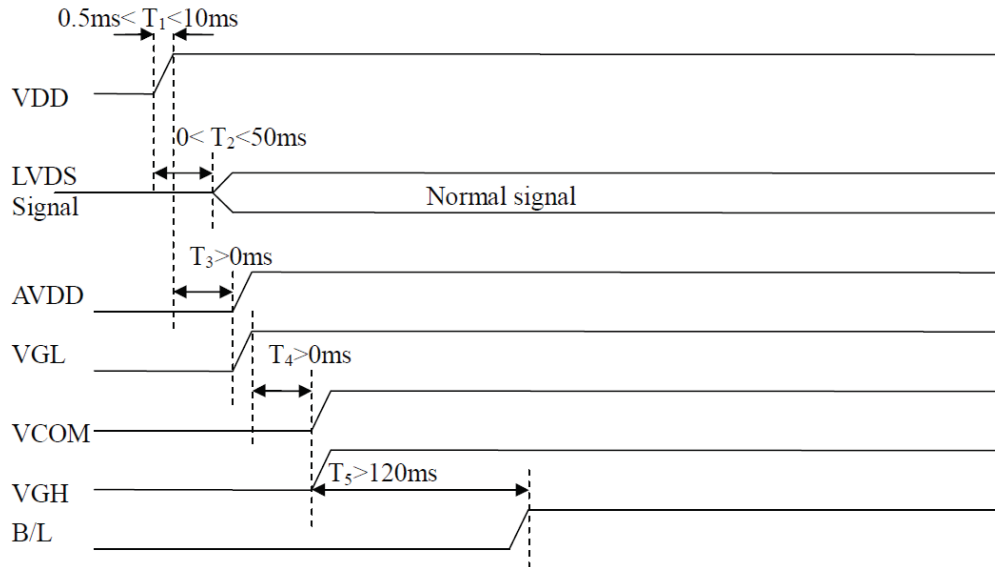 0.5ms< T₁<10ms
VDD
0< T₂<50ms
LVDS
Signal
Normal signal
T₃>0ms
AVDD
VGL
T₄>0ms
VCOM
VGH
T₅>120ms
B/L